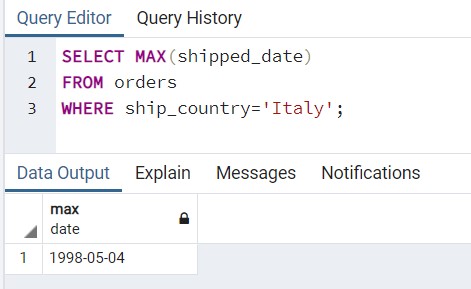 Query Editor Query History
1 SELECT MAX(shipped_date)
2 FROM orders
3 WHERE ship_country='Italy';
Data Output Explain Messages Notifications
max
date
1 1998-05-04